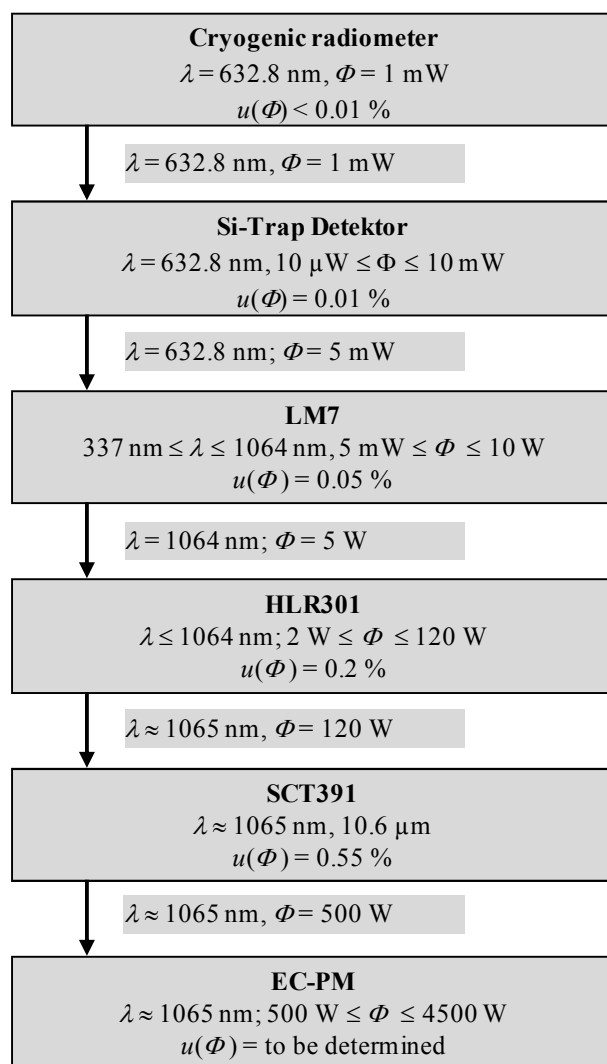 Cryogenic radiometer
λ = 632.8 nm, Φ = 1 mW
u(Φ) < 0.01 %
λ = 632.8 nm, Φ = 1 mW
Si-Trap Detektor
λ = 632.8 nm, 10 µW ≤ Φ ≤ 10 mW
u(Φ) = 0.01 %
λ = 632.8 nm; Φ = 5 mW
LM7
337 nm ≤ λ ≤ 1064 nm, 5 mW ≤ Φ ≤ 10 W
u(Φ) = 0.05 %
λ = 1064 nm; Φ = 5 W
HLR301
λ ≤ 1064 nm; 2 W ≤ Φ ≤ 120 W
u(Φ) = 0.2 %
λ ≈ 1065 nm, Φ = 120 W
SCT391
λ ≈ 1065 nm, 10.6 µm
u(Φ) = 0.55 %
λ ≈ 1065 nm, Φ = 500 W
EC-PM
λ ≈ 1065 nm; 500 W ≤ Φ ≤ 4500 W
u(Φ) = to be determined